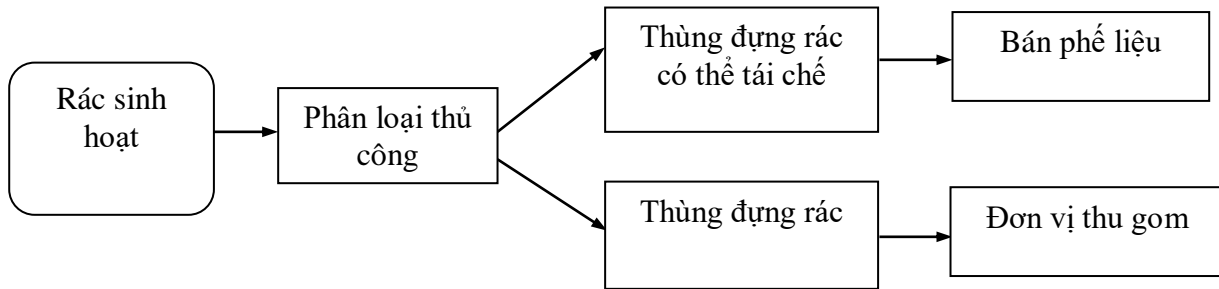 Rác sinh
hoạt
Phân loại thủ
công
Thùng đựng rác
có thể tái chế
Bán phế liệu
Thùng đựng rác
Đơn vị thu gom